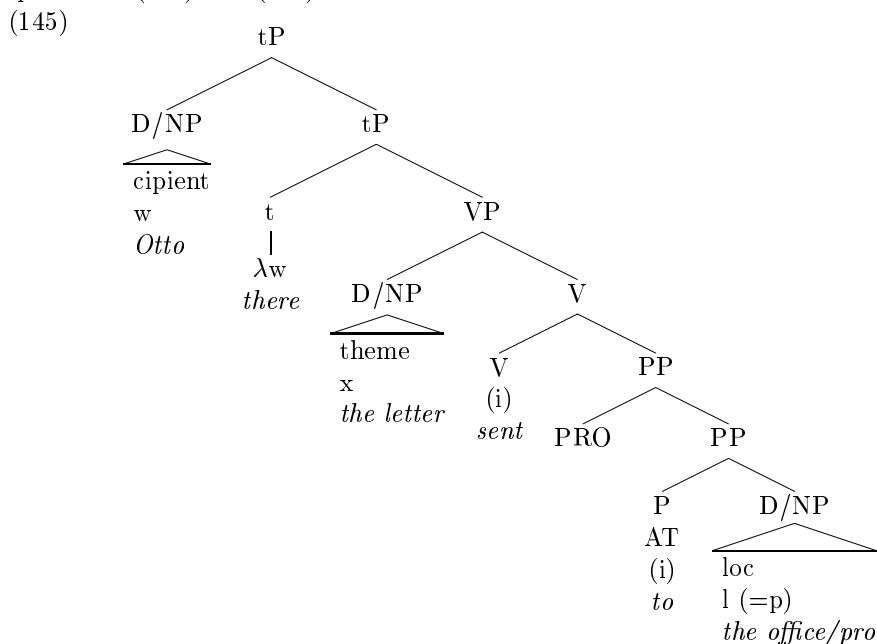 (145)
tP
D/NP
cipient
w
Otto
tP
t
λw
there
VP
D/NP
theme
x
the letter
V
V
(i)
sent
PP
PRO
PP
P
AT
(i)
to
D/NP
loc
l (=p)
the office/pro